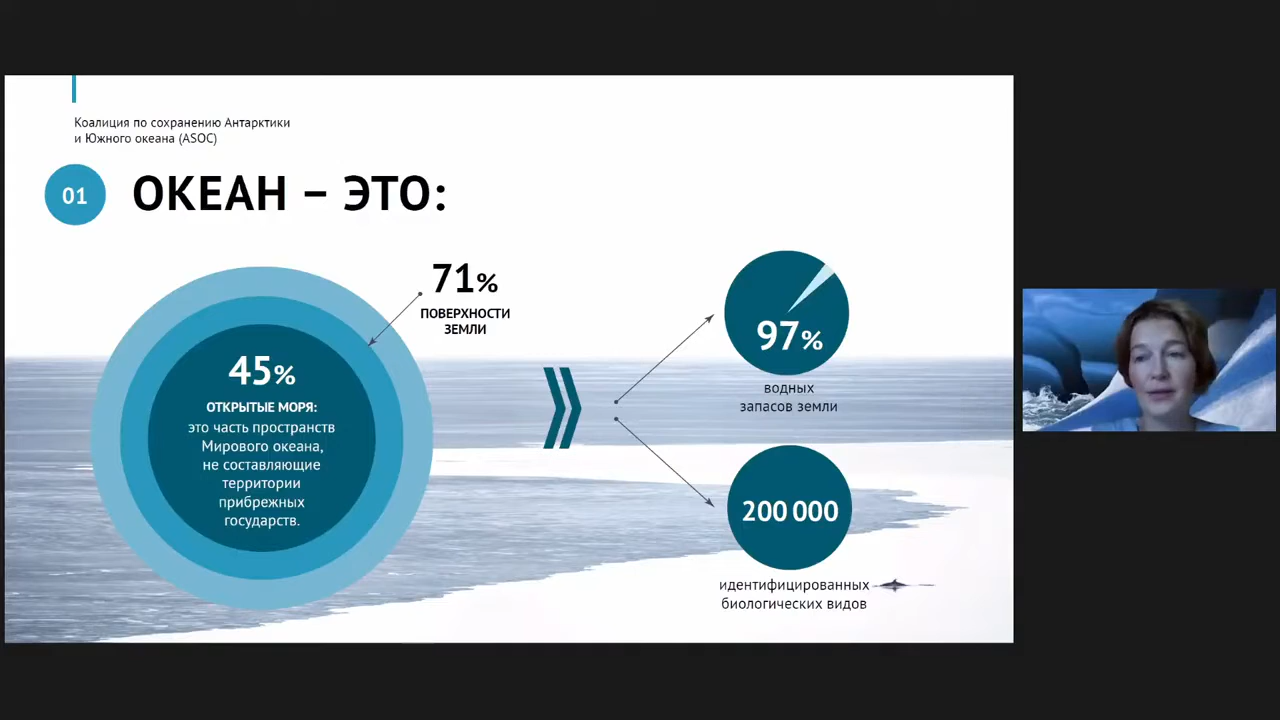 Коалиция по сохранению Антарктики
и Южного океана (ASOC)
01
ОКЕАН – ЭТО:
71%
ПОВЕРХНОСТИ
ЗЕМЛИ
45%
ОТКРЫТЫЕ МОРЯ:
это часть пространств
Мирового океана,
не составляющие
территории
прибрежных
государств.
97%
водных
запасов земли
200 000
идентифицированных
биологических видов